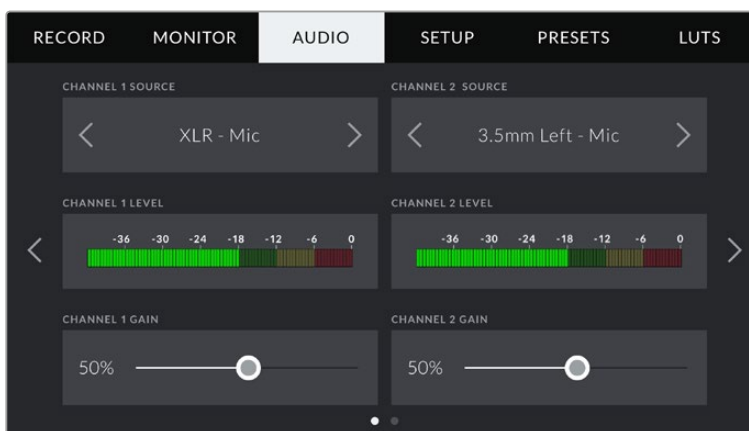 RECORD MONITOR AUDIO SETUP PRESETS LUTS
CHANNEL 1 SOURCE CHANNEL 2 SOURCE
XLR - Mic 3.5mm Left - Mic
CHANNEL 1 LEVEL CHANNEL 2 LEVEL
-36 -30 -24 -18 -12 -6 0 -36 -30 -24 -18 -12 -6 0
CHANNEL 1 GAIN CHANNEL 2 GAIN
50% 50%